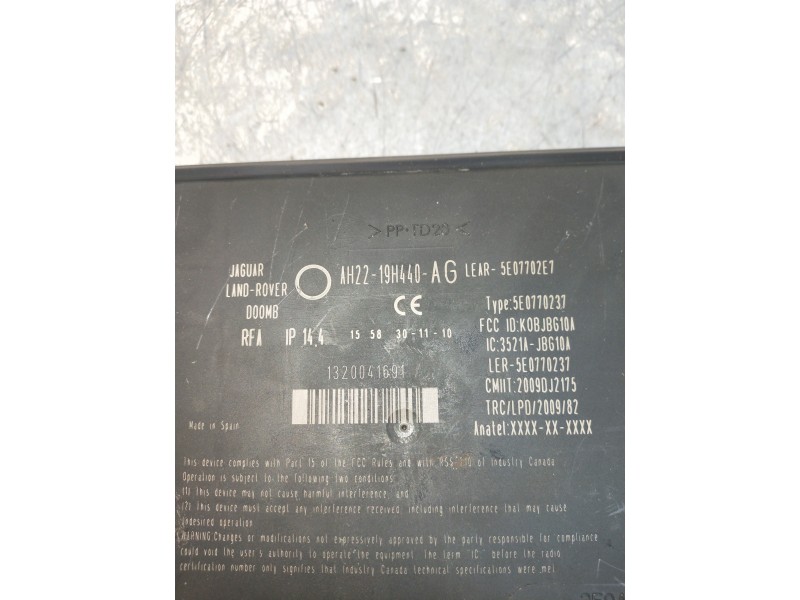 >PP-TD20<
JAGUAR
LAND-ROVER
DOOMB
AH22-19H440-AG LEAR- 5E07702E7
CE
RFA IP 14.4 15 58 30-11-10
Type:5E0770237
FCC ID:KOBJBG10A
IC:3521A-JBG10A
LER-5E0770237
CMIIT:2009DJ2175
TRC/LPD/2009/82
Anatel:XXXX-XX-XXXX
1320041691
Made in Spain
This device complies with Part 15 of the FCC Rules and with RSS-210 of Industry Canada
Operation is subject to the following two conditions
(1) This device may not cause harmful interference, and
(2) This device must accept any interference received, including interference that may cause
undesired operation
WARNING:Changes or modifications not expressively approved by the party responsible for compliance
could void the user's authority to operate the equipment. The term "IC:" before the radio
certification number only signifies that Industry Canada technical specifications were met